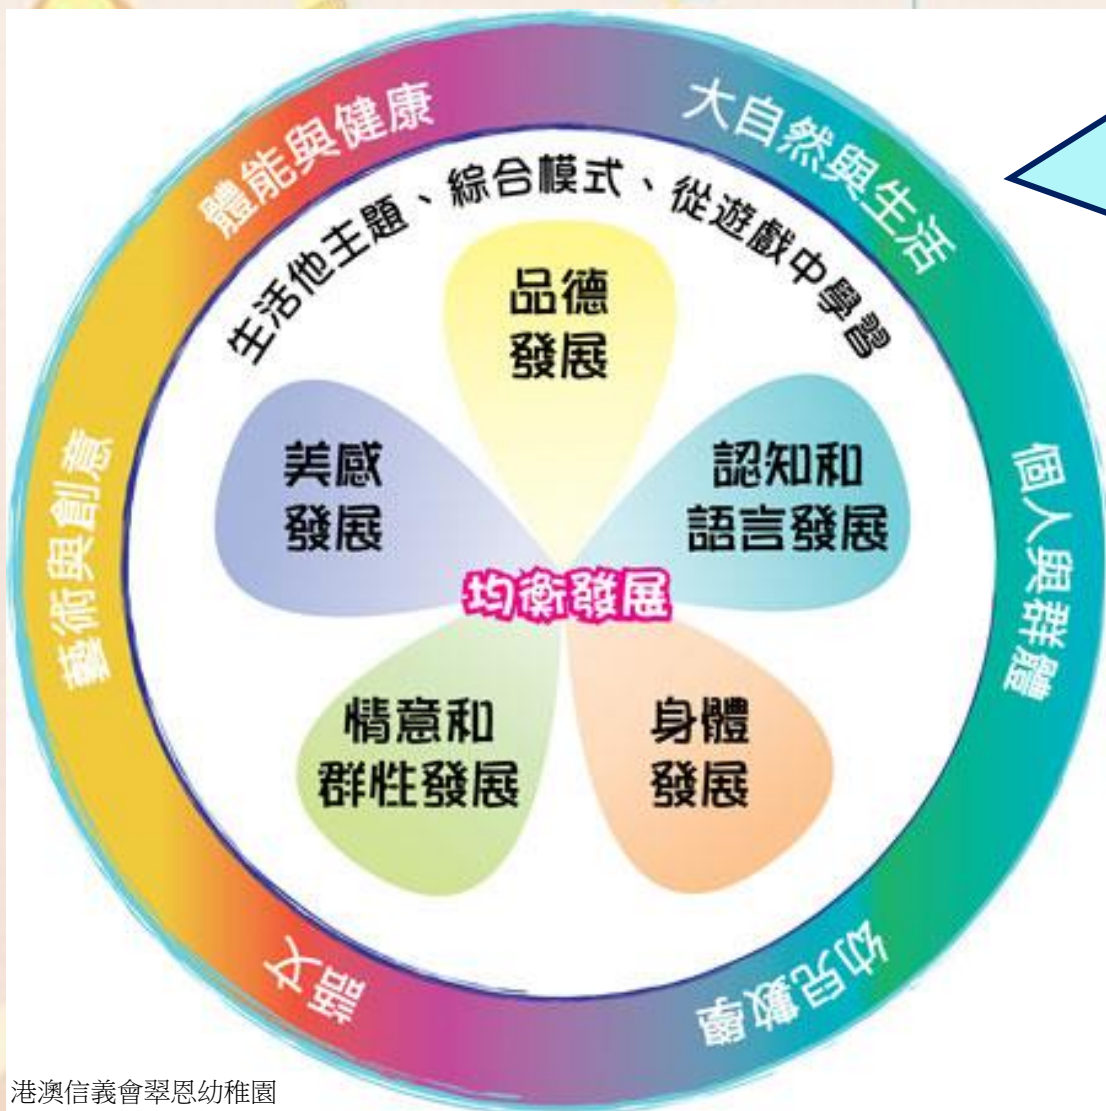 體能與健康
大自然與生活
個人與群體
幼兒數學
語文
藝術與創意
生活他主題、綜合模式、從遊戲中學習
品德
發展
美感
發展
認知和
語言發展
均衡發展
情意和
群性發展
身體
發展
港澳信義會翠恩幼稚園